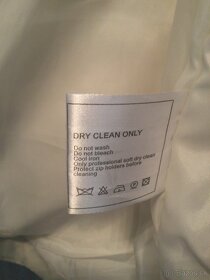 DRY CLEAN ONLY
Do not wash
Do not bleach
Cool iron
Only professional soft dry clean
Protect zip holders before
cleaning